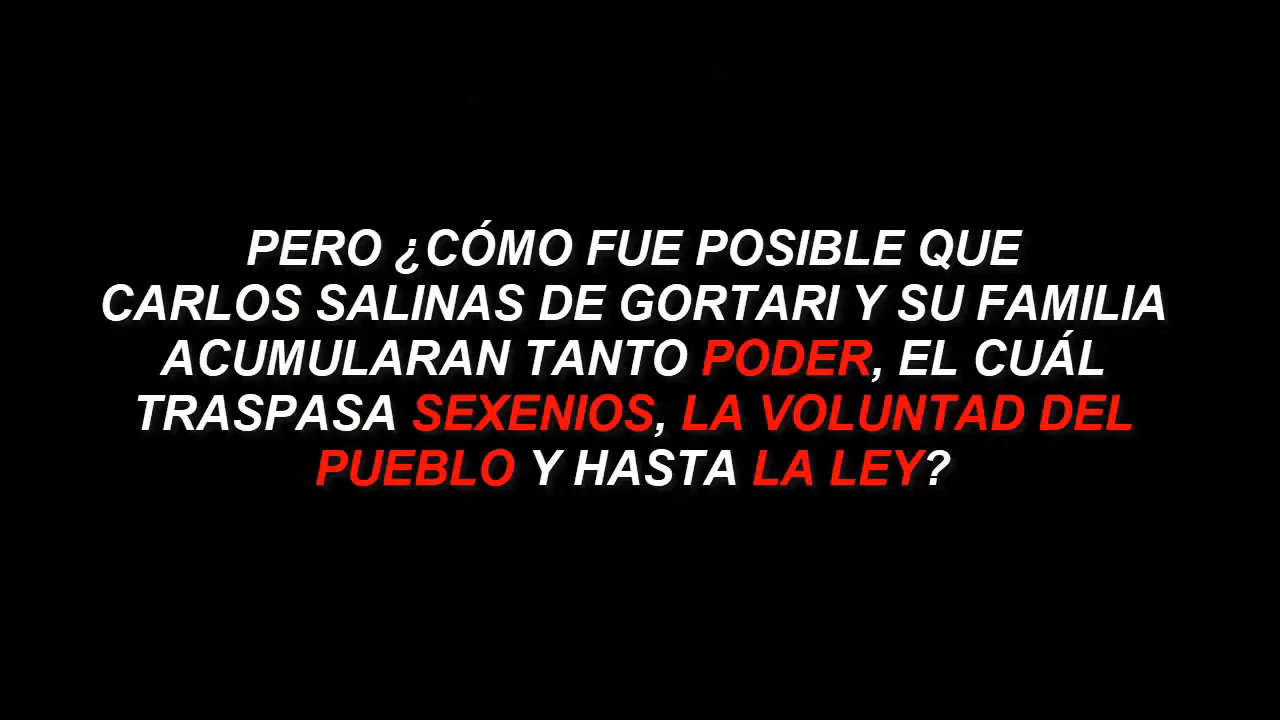 PERO ¿CÓMO FUE POSIBLE QUE
CARLOS SALINAS DE GORTARI Y SU FAMILIA
ACUMULARAN TANTO PODER, EL CUÁL
TRASPASA SEXENIOS, LA VOLUNTAD DEL
PUEBLO Y HASTA LA LEY?